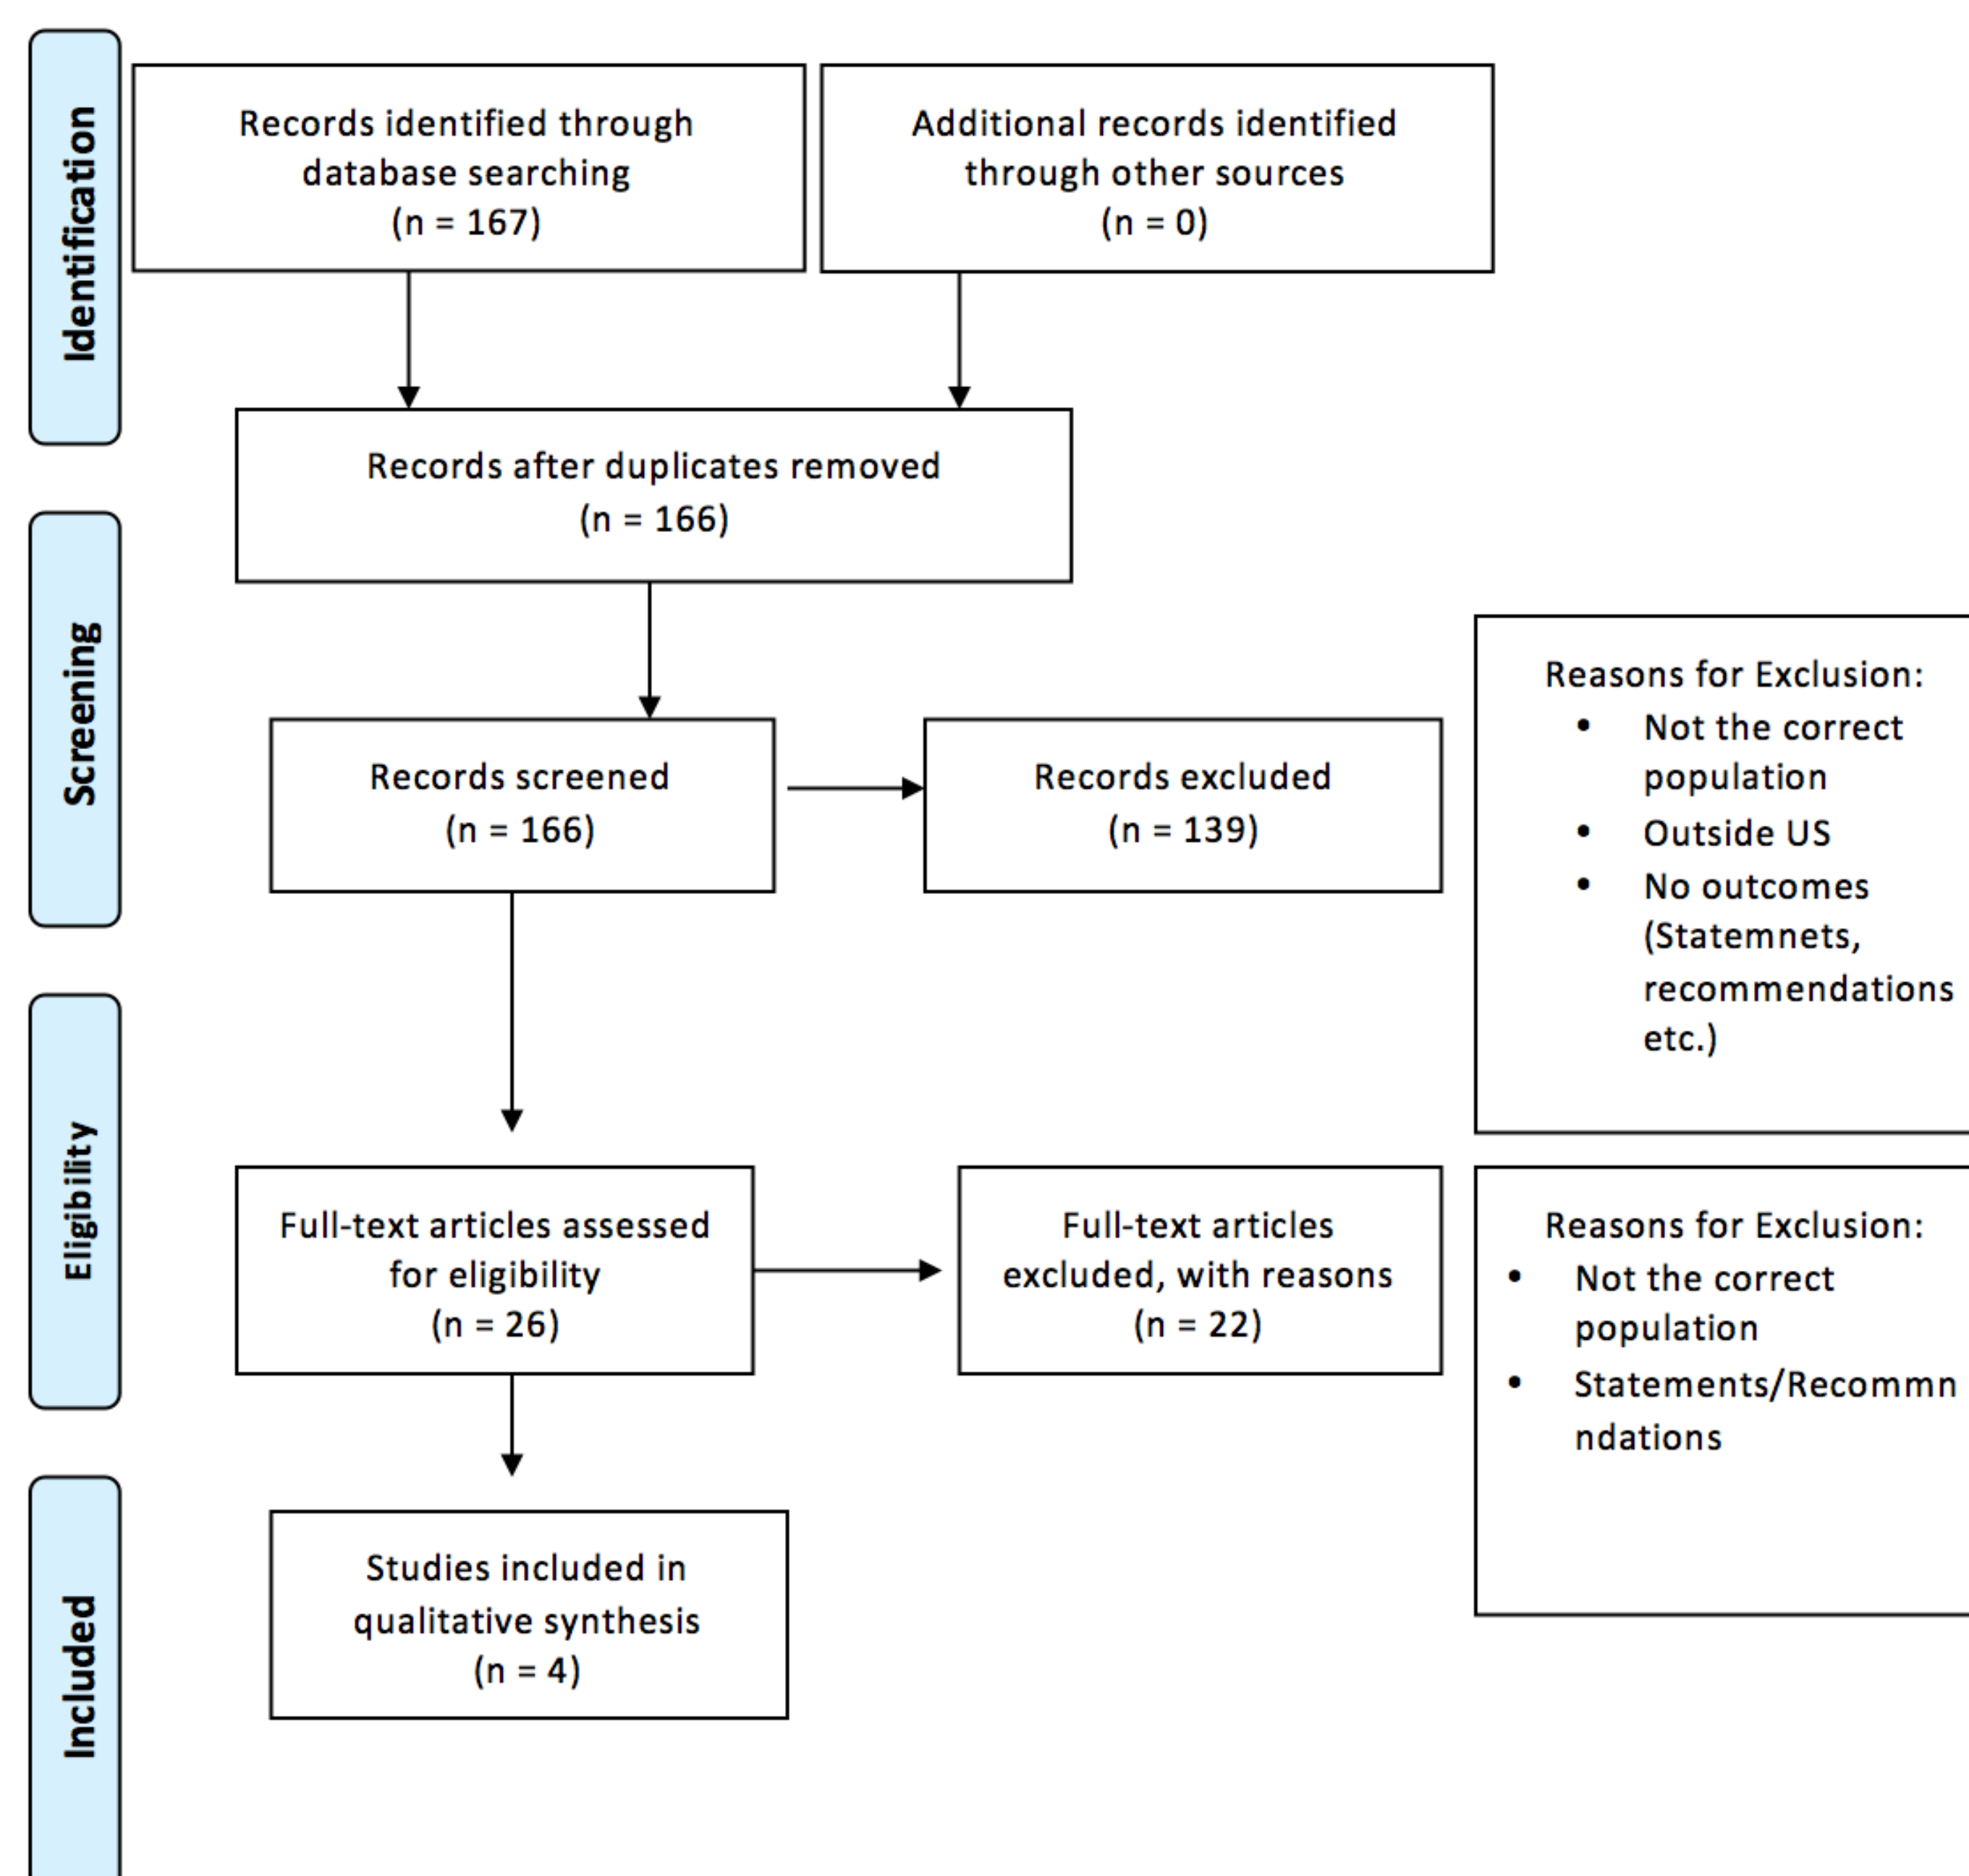 Identification
Records identified through
database searching
(n = 167)
Additional records identified
through other sources
(n = 0)
Records after duplicates removed
(n = 166)
Screening
Records screened
(n = 166)
Records excluded
(n = 139)
Reasons for Exclusion:
• Not the correct
population
• Outside US
• No outcomes
(Statemnets,
recommendations
etc.)
Eligibility
Full-text articles assessed
for eligibility
(n = 26)
Full-text articles
excluded, with reasons
(n = 22)
Reasons for Exclusion:
• Not the correct
population
• Statements/Recommn
ndations
Included
Studies included in
qualitative synthesis
(n = 4)